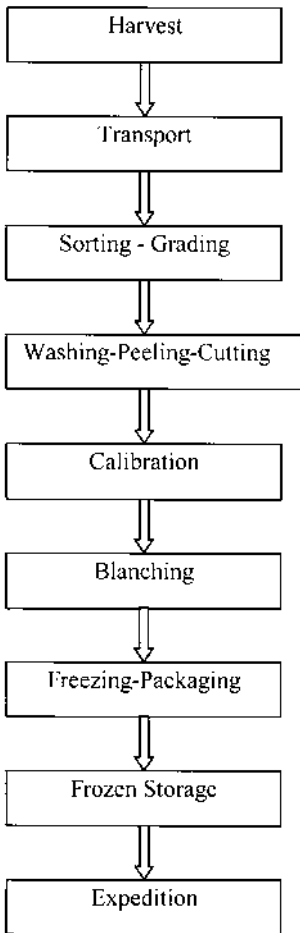 Harvest
Transport
Sorting - Grading
Washing-Peeling-Cutting
Calibration
Blanching
Freezing-Packaging
Frozen Storage
Expedition